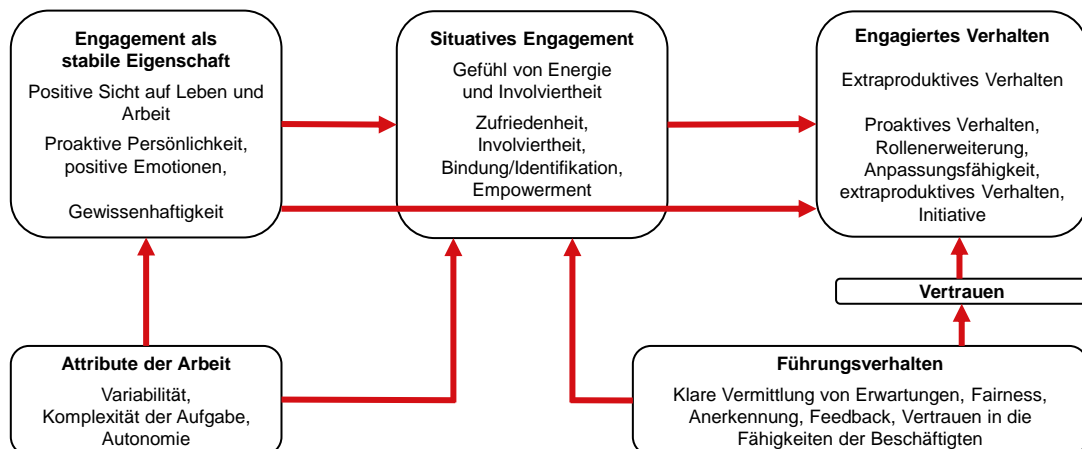 Engagement als
stabile Eigenschaft
Positive Sicht auf Leben und
Arbeit
Proaktive Persönlichkeit,
positive Emotionen,
Gewissenhaftigkeit
Situatives Engagement
Gefühl von Energie
und Involviertheit
Zufriedenheit,
Involviertheit,
Bindung/Identifikation,
Empowerment
Engagiertes Verhalten
Extraproduktives Verhalten
Proaktives Verhalten,
Rollenerweiterung,
Anpassungsfähigkeit,
extraproduktives Verhalten,
Initiative
Vertrauen
Attribute der Arbeit
Variabilität,
Komplexität der Aufgabe,
Autonomie
Führungsverhalten
Klare Vermittlung von Erwartungen, Fairness,
Anerkennung, Feedback, Vertrauen in die
Fähigkeiten der Beschäftigten